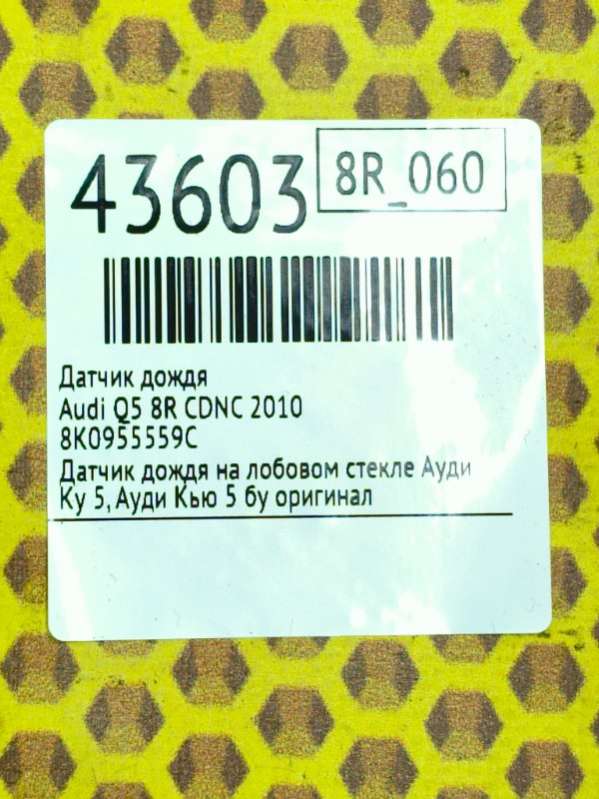 43603
8R_060
Датчик дождя
Audi Q5 8R CDNC 2010
8K0955559C
Датчик дождя на лобовом стекле Ауди
Ку 5, Ауди Кью 5 бу оригинал